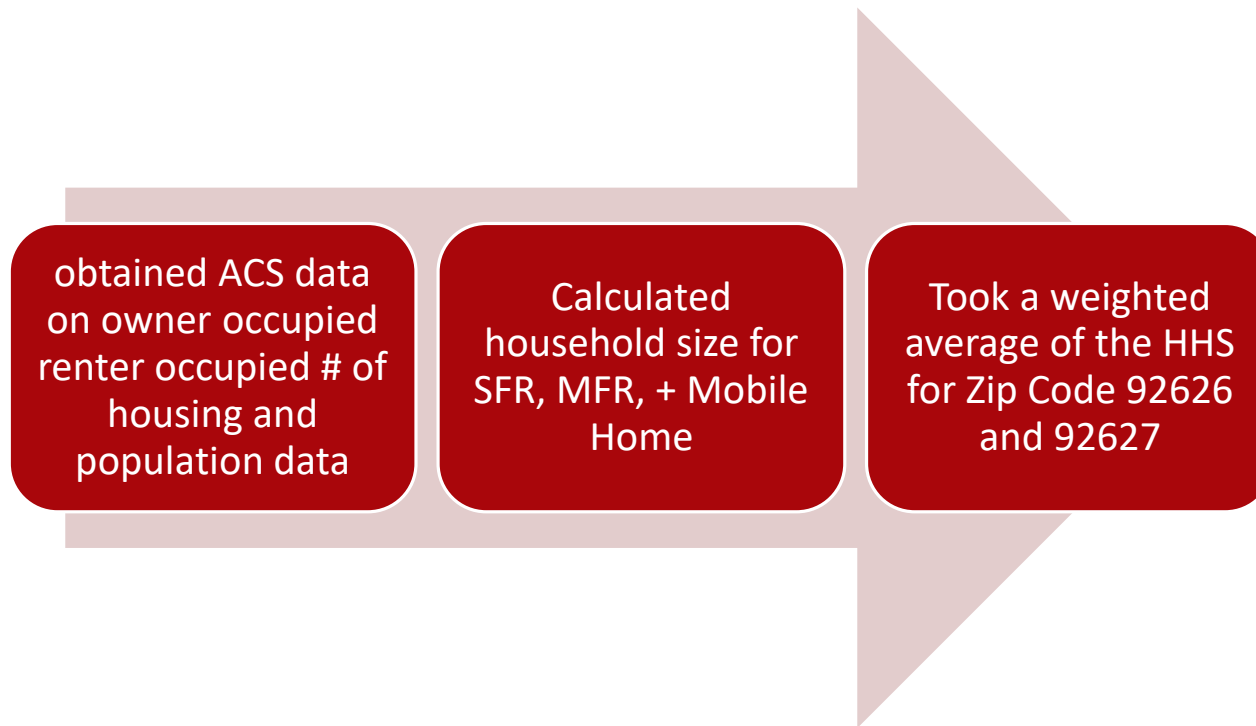 obtained ACS data
on owner occupied
renter occupied # of
housing and
population data
Calculated
household size for
SFR, MFR, + Mobile
Home
Took a weighted
average of the HHS
for Zip Code 92626
and 92627